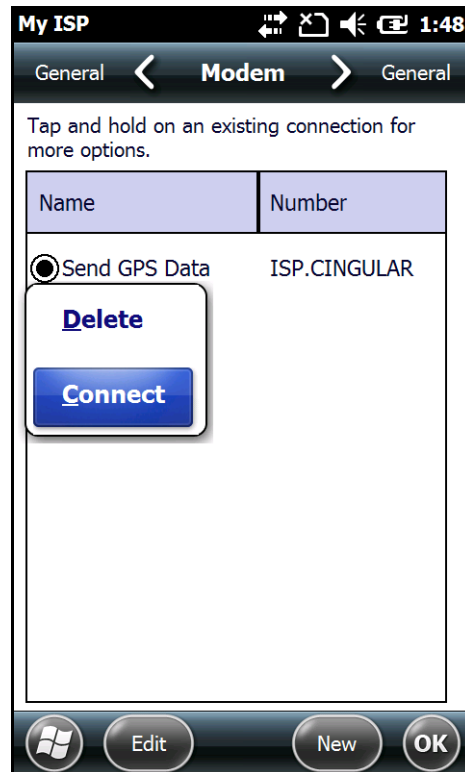 My ISP 1:48
General Modem General
Tap and hold on an existing connection for
more options.
Name Number
Send GPS Data ISP.CINGULAR
Delete
Connect
Edit New OK